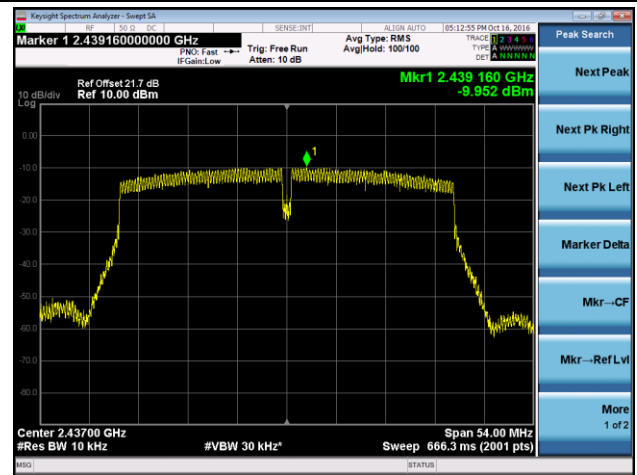 Keysight Spectrum Analyzer - Swept SA
RF 50 Ω DC SENSE:INT ALIGN AUTO 05:12:55 PM Oct 16, 2016
Marker 1 2.439160000000 GHz
PNO: Fast
IFGain:Low
Trig: Free Run
Atten: 10 dB
Avg Type: RMS
Avg|Hold: 100/100
TRACE 1 2 3 4 5 6
TYPE A WWWWW
DET A N N N N N
Peak Search
Ref Offset 21.7 dB
10 dB/div Ref 10.00 dBm
Log
Mkr1 2.439 160 GHz
-9.952 dBm
Next Peak
0.00
1
Next Pk Right
-10.0
Next Pk Left
-20.0
-30.0
Marker Delta
-40.0
Mkr→CF
-50.0
-60.0
Mkr→Ref Lvl
-70.0
-80.0
More
1 of 2
Center 2.43700 GHz Span 54.00 MHz
#Res BW 10 kHz #VBW 30 kHz* Sweep 666.3 ms (2001 pts)
MSG STATUS